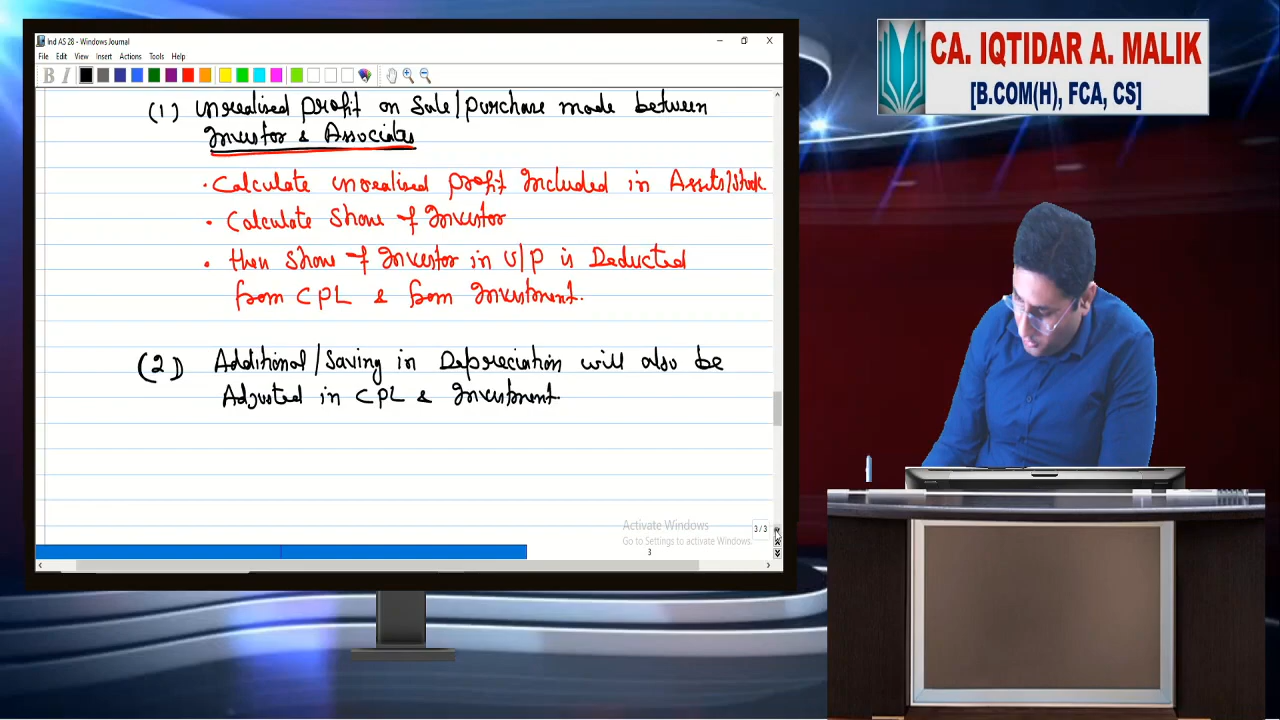 Ind AS 28 - Windows Journal
File Edit View Insert Actions Tools Help
B I
(1) Unrealised profit on Sale/purchase made between
Investor & Associates
· Calculate unrealised profit Included in Assets/Stock
· Calculate Share of Investor
· then Share of Investor in U/P is Deducted
from CPL & from Investment.
(2) Additional/Saving in Depreciation will also be
Adjusted in CPL & Investment
Activate Windows
Go to Settings to activate Windows.
3 / 3
3
CA. IQTIDAR A. MALIK
[B.COM(H), FCA, CS]